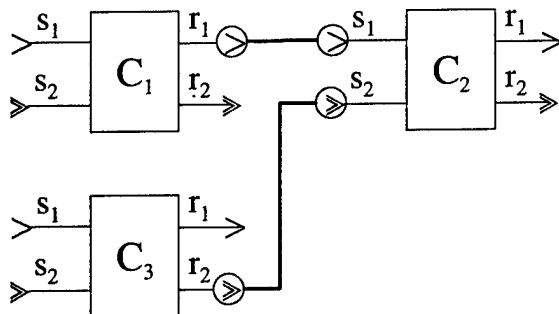 s₁ r₁ s₁ r₁
C₁ C₂
s₂ r₂ s₂ r₂
s₁ r₁
C₃
s₂ r₂